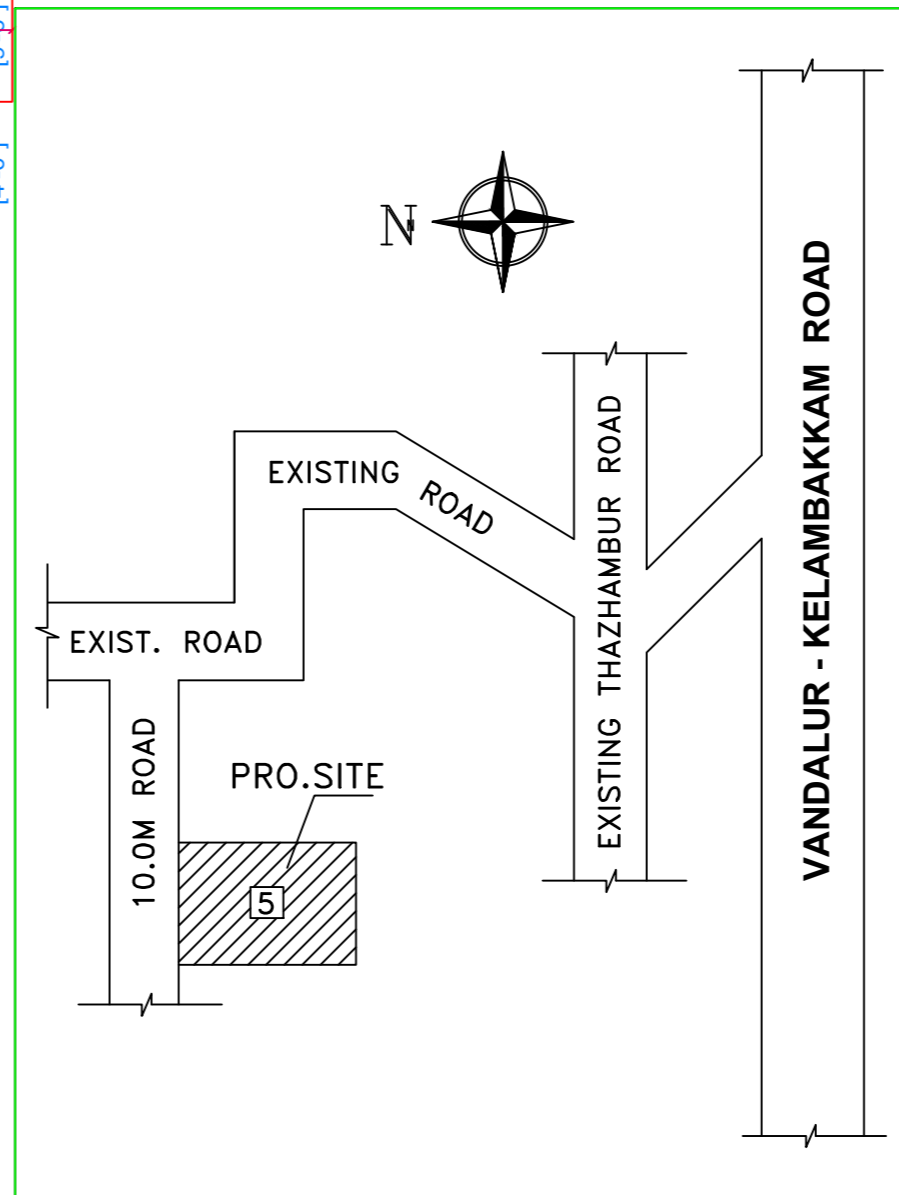 N
VANDALUR - KELAMBAKKAM ROAD
EXISTING THAZHAMBUR ROAD
EXISTING ROAD
EXIST. ROAD
10.0M ROAD
PRO.SITE
5